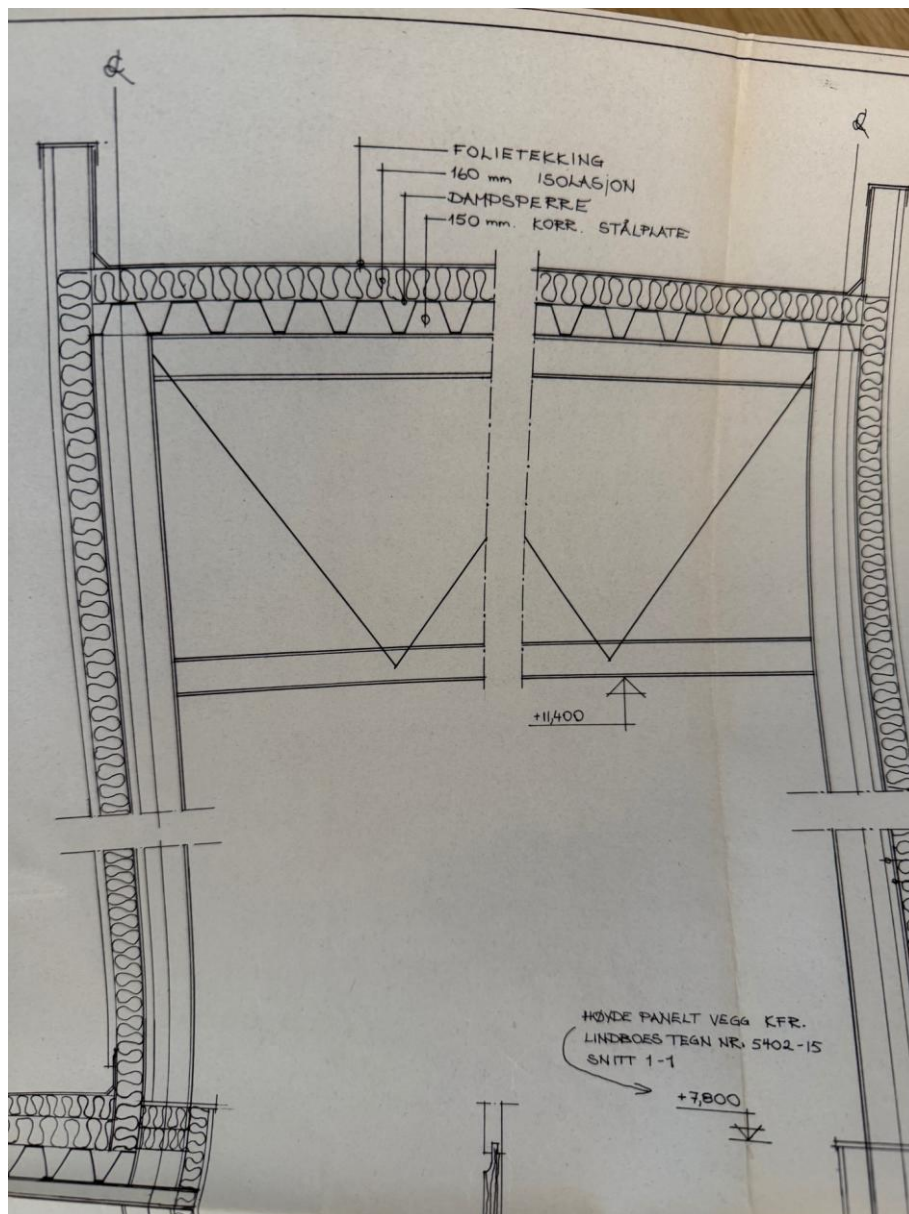 FOLIETEKKING
160 mm ISOLASJON
DAMPSPERRE
150 mm. KORR. STÅLPLATE
+11,400
HØYDE PANELT VEGG KFR.
LINDBOES TEGN NR. 5402-15
SNITT 1-1
+7,800